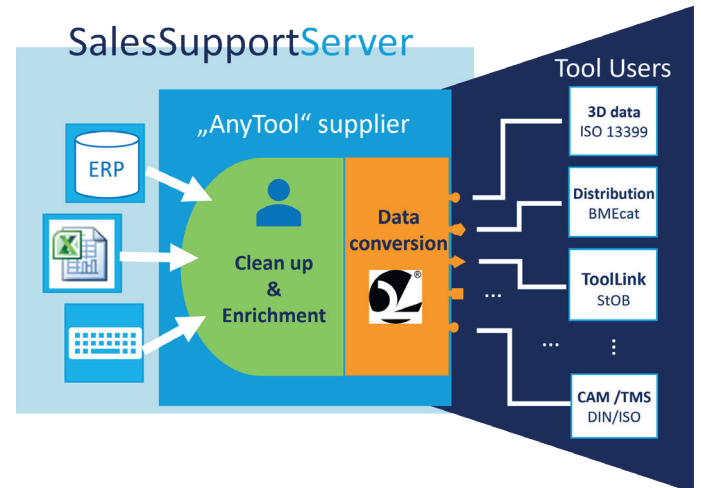 SalesSupportServer
Tool Users
„AnyTool“ supplier
ERP
Clean up
&
Enrichment
Data
conversion
®
3D data
ISO 13399
Distribution
BMEcat
ToolLink
StOB
...
...
...
CAM /TMS
DIN/ISO